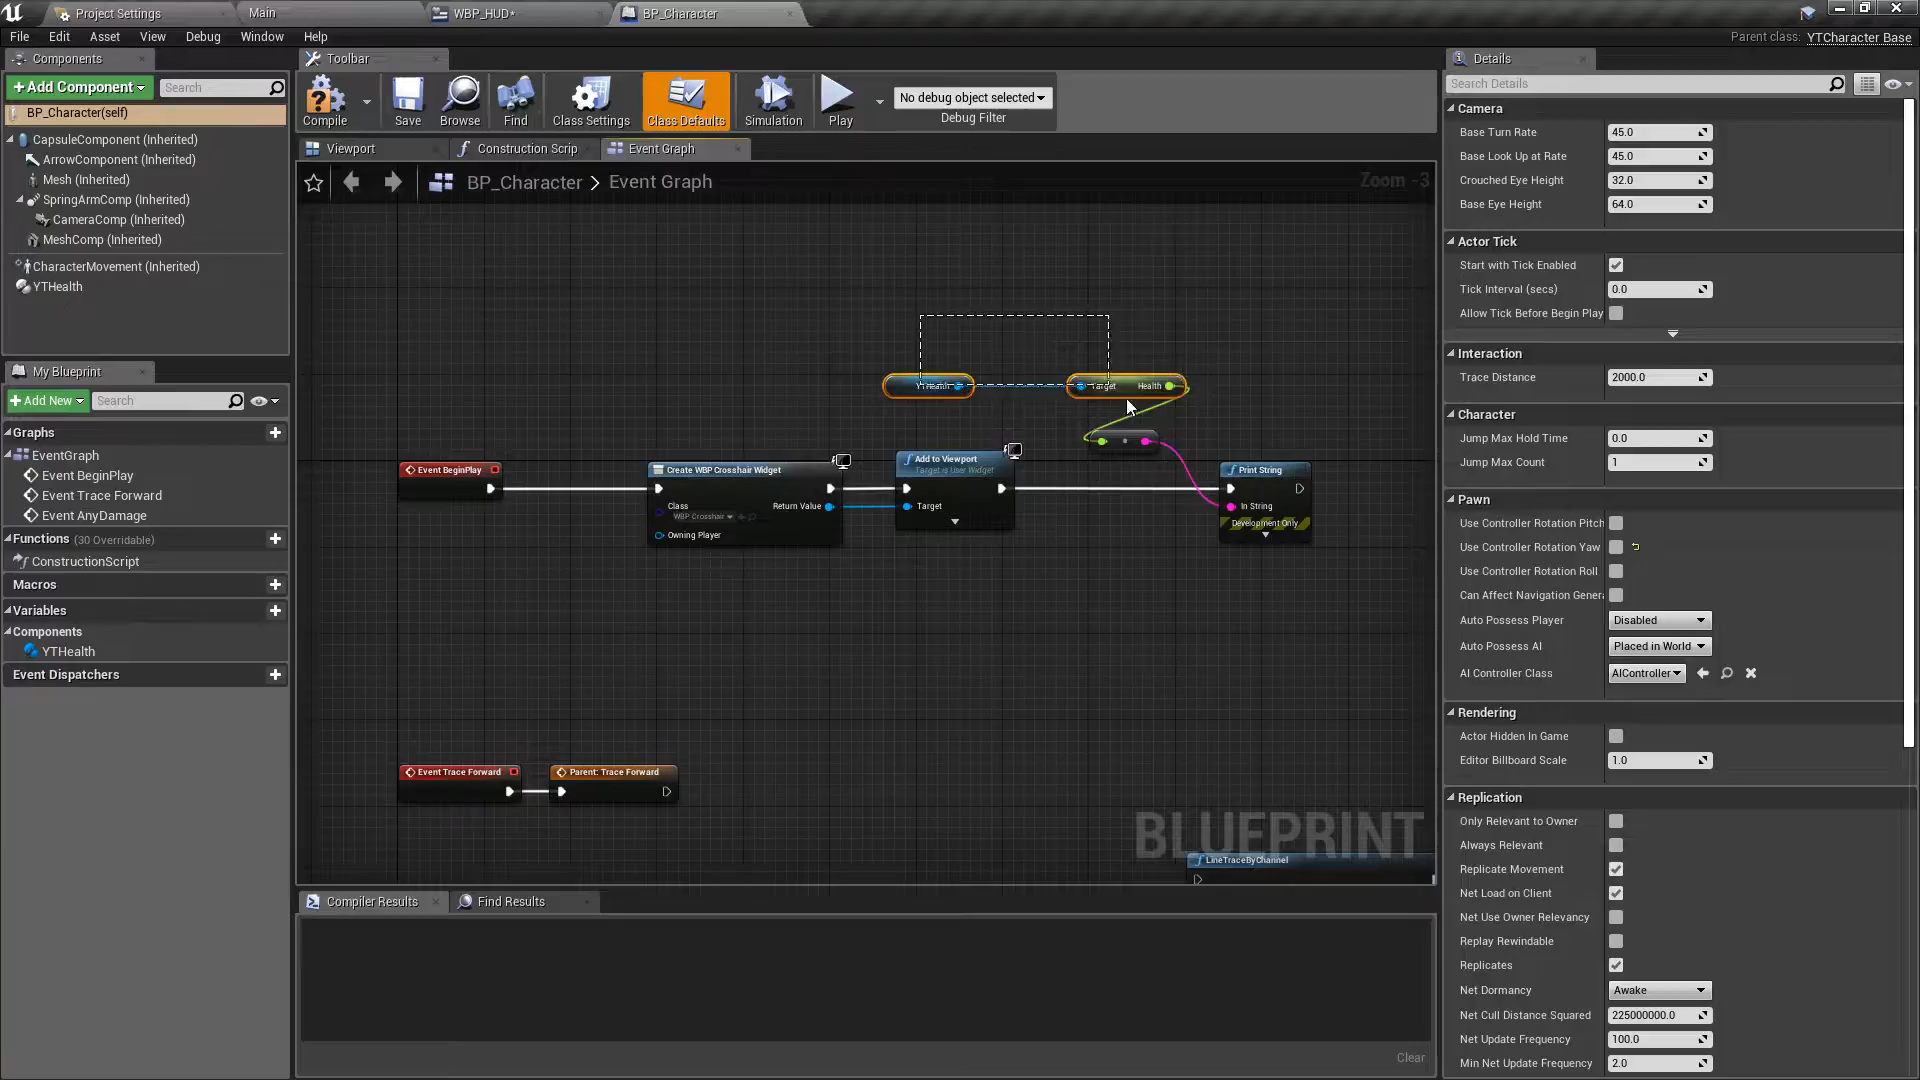 Project Settings
Main
WBP_HUD*
BP_Character
File Edit Asset View Debug Window Help
Parent class: YTCharacter Base
Components
+Add Component
Search
BP_Character(self)
CapsuleComponent (Inherited)
ArrowComponent (Inherited)
Mesh (Inherited)
SpringArmComp (Inherited)
CameraComp (Inherited)
MeshComp (Inherited)
CharacterMovement (Inherited)
YTHealth
My Blueprint
+Add New
Search
Graphs
EventGraph
Event BeginPlay
Event Trace Forward
Event AnyDamage
Functions (30 Overridable)
ConstructionScript
Macros
Variables
Components
YTHealth
Event Dispatchers
Toolbar
Compile
Save
Browse
Find
Class Settings
Class Defaults
Simulation
Play
No debug object selected
Debug Filter
Viewport
Construction Scrip
Event Graph
BP_Character > Event Graph
Zoom -3
YTHealth
Target Health
Event BeginPlay
Create WBP Crosshair Widget
Class
WBP Crosshair
Return Value
Owning Player
Add to Viewport
Target is User Widget
Target
Print String
In String
Development Only
Event Trace Forward
Parent: Trace Forward
BLUEPRINT
LineTraceByChannel
Compiler Results
Find Results
Clear
Details
Search Details
Camera
Base Turn Rate 45.0
Base Look Up at Rate 45.0
Crouched Eye Height 32.0
Base Eye Height 64.0
Actor Tick
Start with Tick Enabled
Tick Interval (secs) 0.0
Allow Tick Before Begin Play
Interaction
Trace Distance 2000.0
Character
Jump Max Hold Time 0.0
Jump Max Count 1
Pawn
Use Controller Rotation Pitch
Use Controller Rotation Yaw
Use Controller Rotation Roll
Can Affect Navigation Genera
Auto Possess Player Disabled
Auto Possess AI Placed in World
AI Controller Class AIController
Rendering
Actor Hidden In Game
Editor Billboard Scale 1.0
Replication
Only Relevant to Owner
Always Relevant
Replicate Movement
Net Load on Client
Net Use Owner Relevancy
Replay Rewindable
Replicates
Net Dormancy Awake
Net Cull Distance Squared 225000000.0
Net Update Frequency 100.0
Min Net Update Frequency 2.0